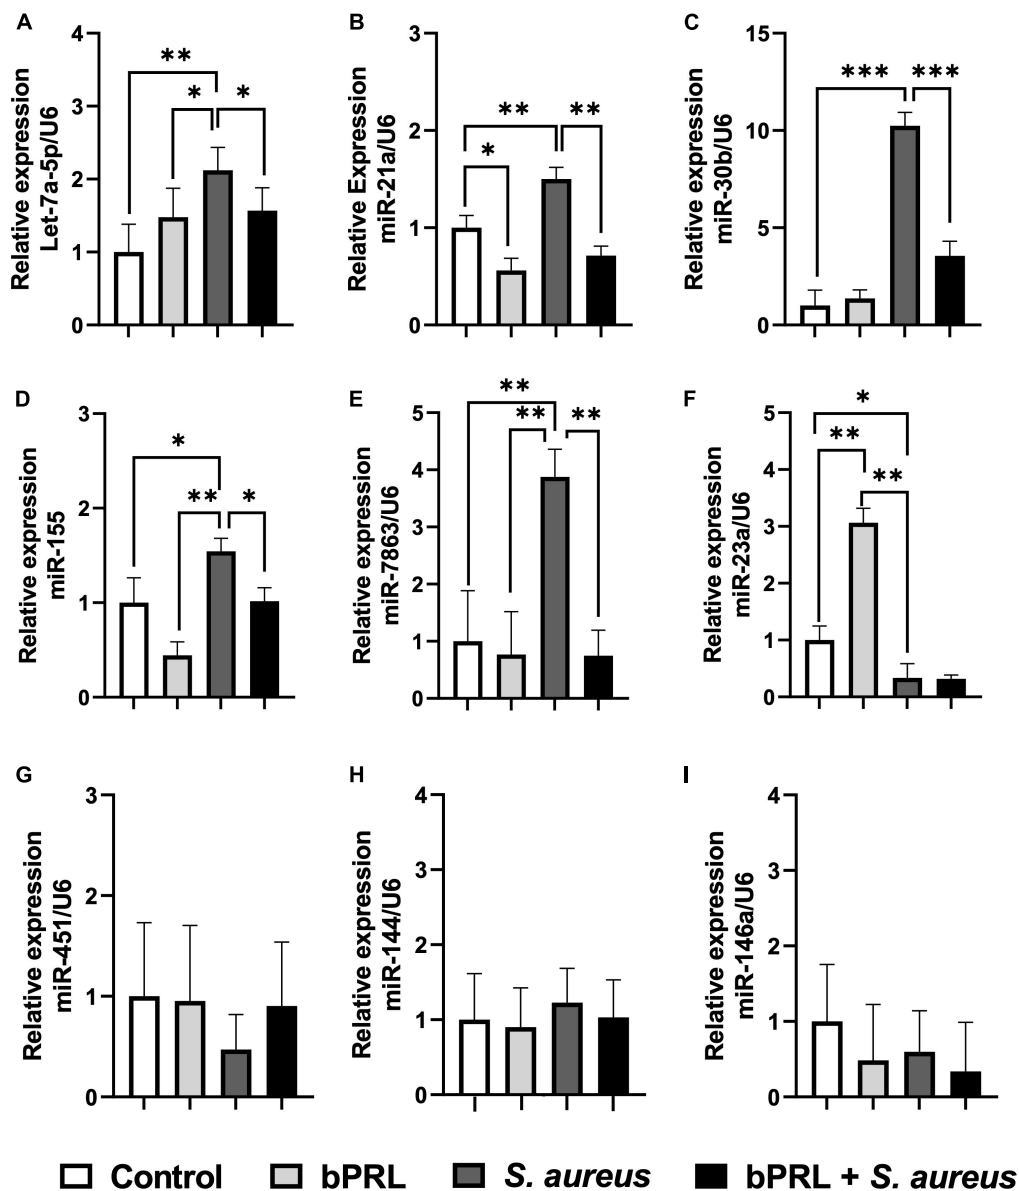 A
Relative expression
Let-7a-5p/U6
4
3
2
1
0
**
*
*
B
Relative Expression
miR-21a/U6
3
2
1
0
**
**
*
C
Relative expression
miR-30b/U6
15
10
5
0
***
***
D
Relative expression
miR-155
3
2
1
0
*
**
*
E
Relative expression
miR-7863/U6
5
4
3
2
1
0
**
**
**
F
Relative expression
miR-23a/U6
5
4
3
2
1
0
*
**
**
G
Relative expression
miR-451/U6
3
2
1
0
H
Relative expression
miR-144/U6
4
3
2
1
0
I
Relative expression
miR-146a/U6
4
3
2
1
0
Control
bPRL
S. aureus
bPRL + S. aureus